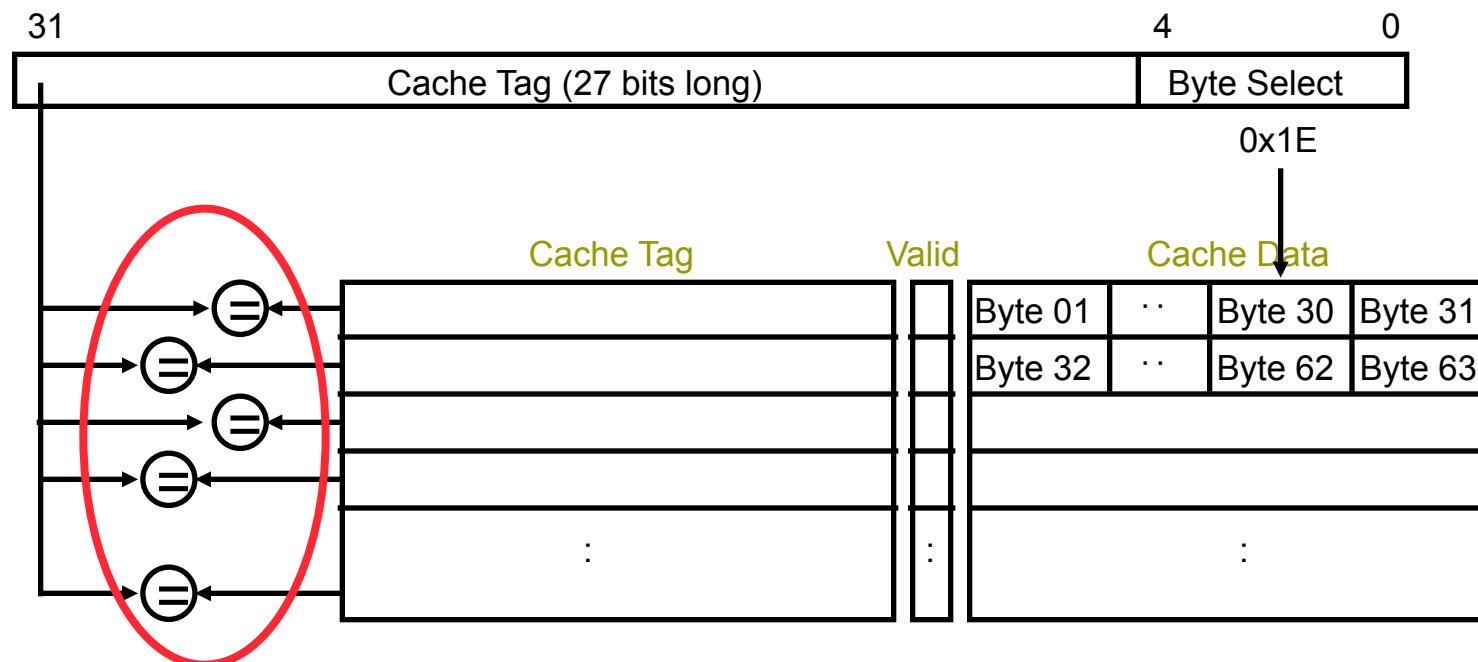 31 4 0
Cache Tag (27 bits long) Byte Select
0x1E
Cache Tag Valid Cache Data
= Byte 01 ·· Byte 30 Byte 31
= Byte 32 ·· Byte 62 Byte 63
=
=
: : :
=